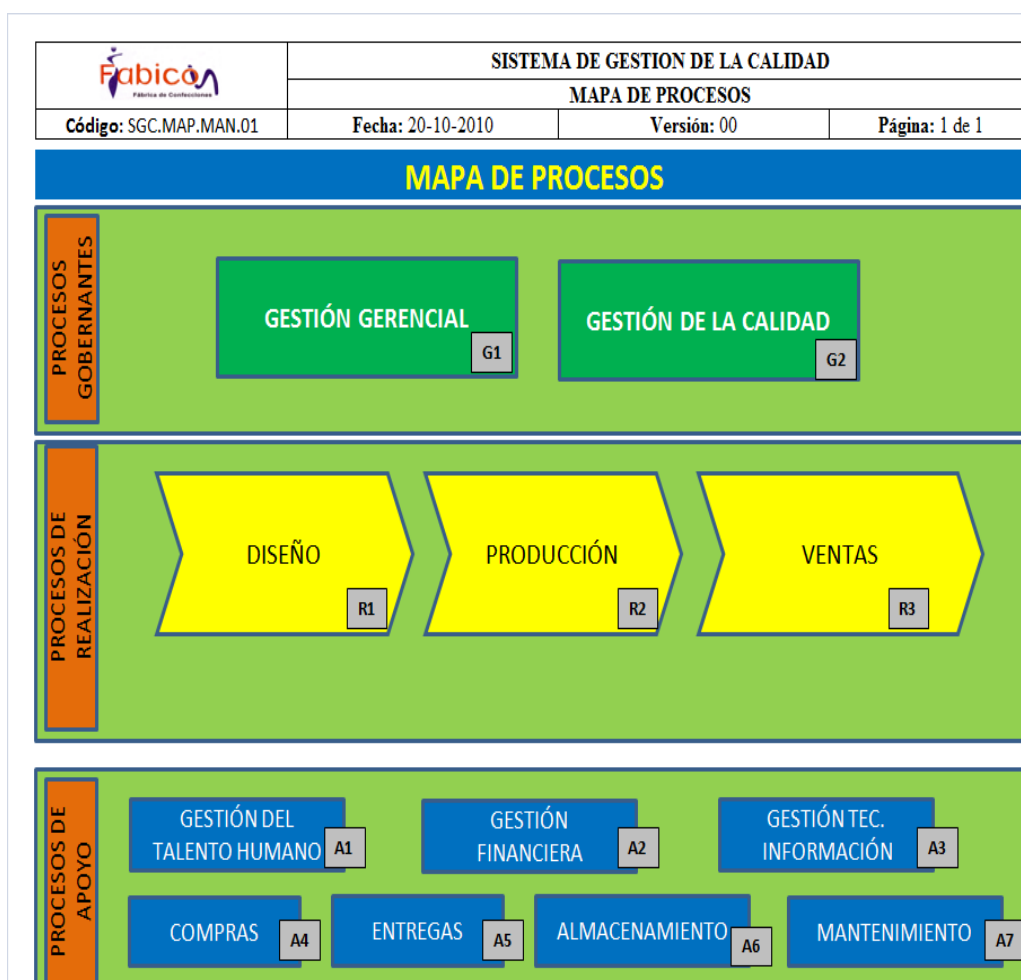 Fabicon
Fábrica de Confecciones
SISTEMA DE GESTION DE LA CALIDAD
MAPA DE PROCESOS
Código: SGC.MAP.MAN.01
Fecha: 20-10-2010
Versión: 00
Página: 1 de 1
MAPA DE PROCESOS
PROCESOS
GOBERNANTES
GESTIÓN GERENCIAL
G1
GESTIÓN DE LA CALIDAD
G2
PROCESOS DE
REALIZACIÓN
DISEÑO
R1
PRODUCCIÓN
R2
VENTAS
R3
PROCESOS DE
APOYO
GESTIÓN DEL
TALENTO HUMANO
A1
GESTIÓN
FINANCIERA
A2
GESTIÓN TEC.
INFORMACIÓN
A3
COMPRAS
A4
ENTREGAS
A5
ALMACENAMIENTO
A6
MANTENIMIENTO
A7